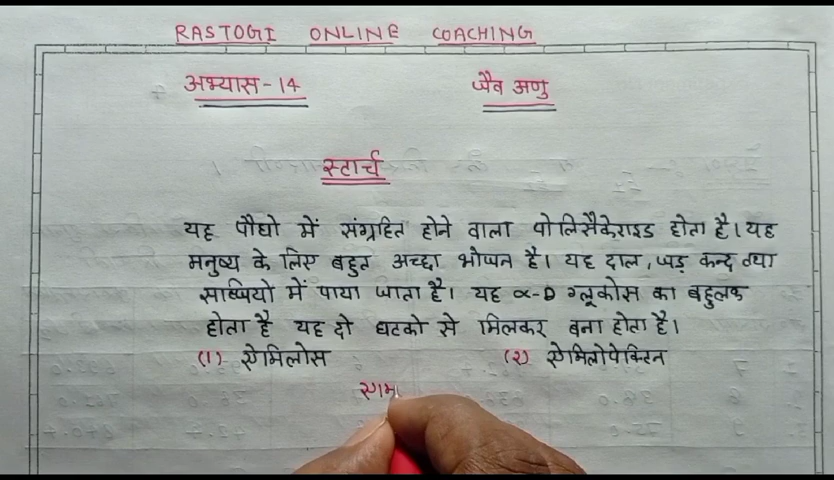 RASTOGI ONLINE COACHING
अभ्यास-14 जैव अणु
स्टार्च
यह पौधो में संग्रहित होने वाला पोलिसैकेराइड होता है। यह
मनुष्य के लिए बहुत अच्छा भोजन है। यह दाल, जड़ कन्द तथा
सब्जियो में पाया जाता है। यह α-D ग्लूकोस का बहुलक
होता है यह दो घटको से मिलकर बना होता है।
(1) ऐमिलोस (2) ऐमिलोपेक्टिन